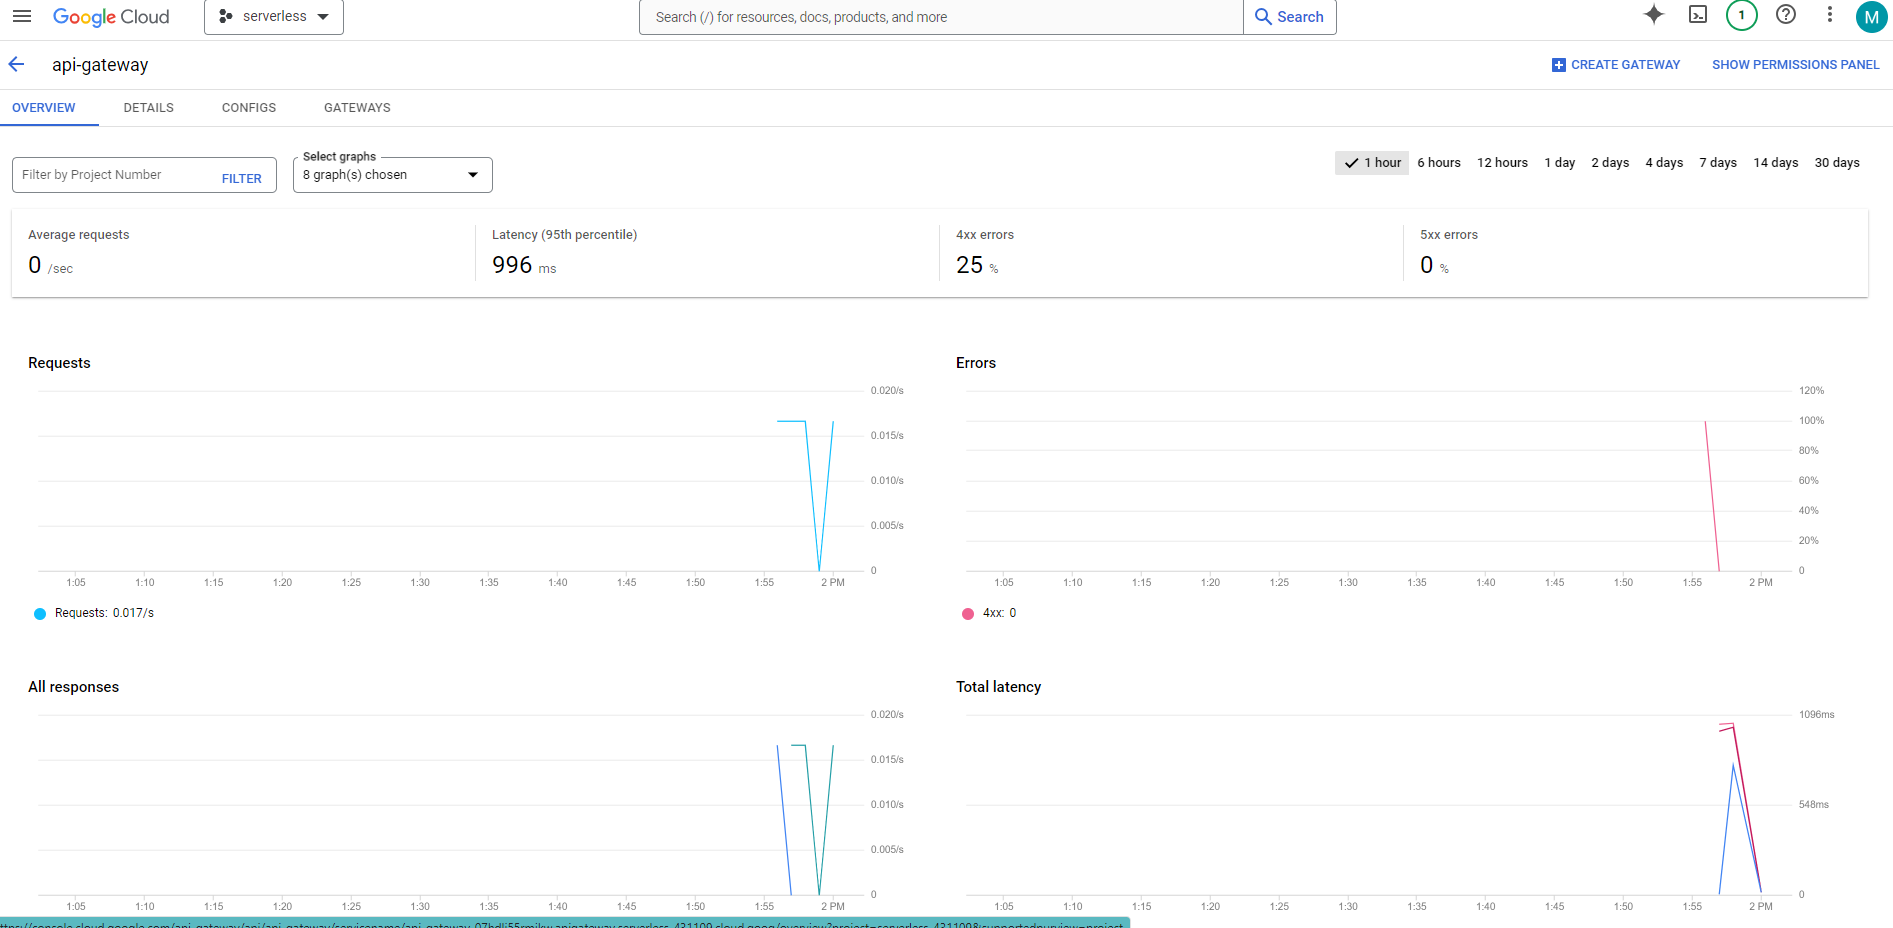 Google Cloud
serverless
Search (/) for resources, docs, products, and more
Search
1
M
api-gateway
CREATE GATEWAY
SHOW PERMISSIONS PANEL
OVERVIEW DETAILS CONFIGS GATEWAYS
Filter by Project Number FILTER
Select graphs
8 graph(s) chosen
1 hour 6 hours 12 hours 1 day 2 days 4 days 7 days 14 days 30 days
Average requests
0 /sec
Latency (95th percentile)
996 ms
4xx errors
25 %
5xx errors
0 %
Requests
0.020/s
0.015/s
0.010/s
0.005/s
0
1:05 1:10 1:15 1:20 1:25 1:30 1:35 1:40 1:45 1:50 1:55 2 PM
Requests: 0.017/s
Errors
120%
100%
80%
60%
40%
20%
0
1:05 1:10 1:15 1:20 1:25 1:30 1:35 1:40 1:45 1:50 1:55 2 PM
4xx: 0
All responses
0.020/s
0.015/s
0.010/s
0.005/s
0
1:05 1:10 1:15 1:20 1:25 1:30 1:35 1:40 1:45 1:50 1:55 2 PM
Total latency
1096ms
548ms
0
1:05 1:10 1:15 1:20 1:25 1:30 1:35 1:40 1:45 1:50 1:55 2 PM